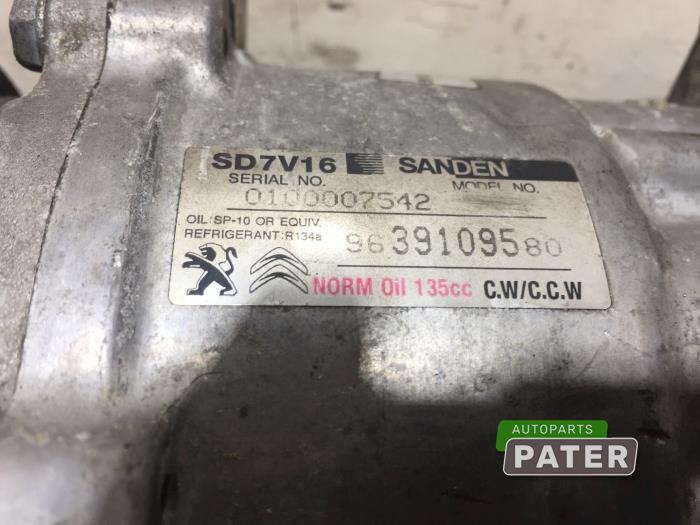 SD7V16 SANDEN
SERIAL NO. MODEL NO.
0100007542
OIL:SP-10 OR EQUIV.
REFRIGERANT:R134a 9639109580
NORM Oil 135cc C.W/C.C.W
AUTOPARTS
PATER